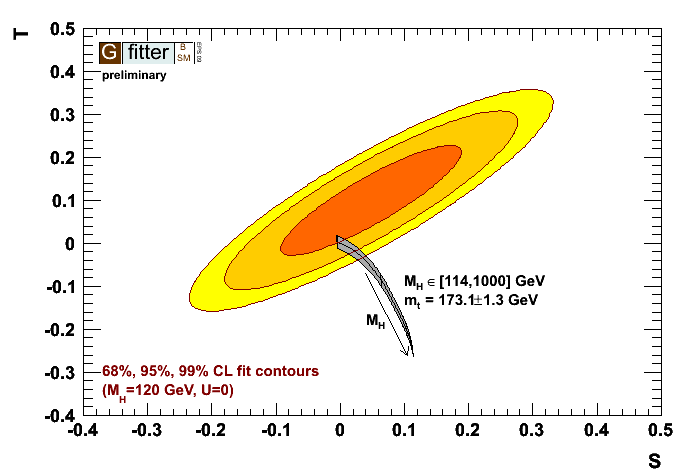 T
0.5
0.4
0.3
0.2
0.1
0
-0.1
-0.2
-0.3
-0.4
G fitter B SM
preliminary
M_H ∈ [114,1000] GeV
m_t = 173.1±1.3 GeV
M_H
68%, 95%, 99% CL fit contours
(M_H=120 GeV, U=0)
-0.4 -0.3 -0.2 -0.1 0 0.1 0.2 0.3 0.4 0.5
S